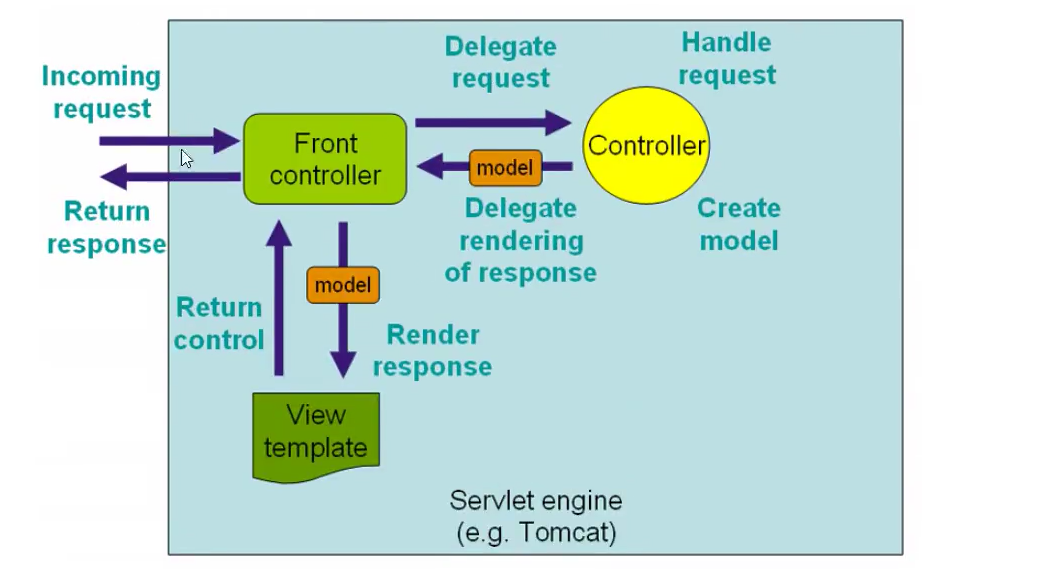 Incoming
request
Return
response
Front
controller
Delegate
request
Handle
request
Controller
model
Delegate
rendering
of response
Create
model
Return
control
model
Render
response
View
template
Servlet engine
(e.g. Tomcat)